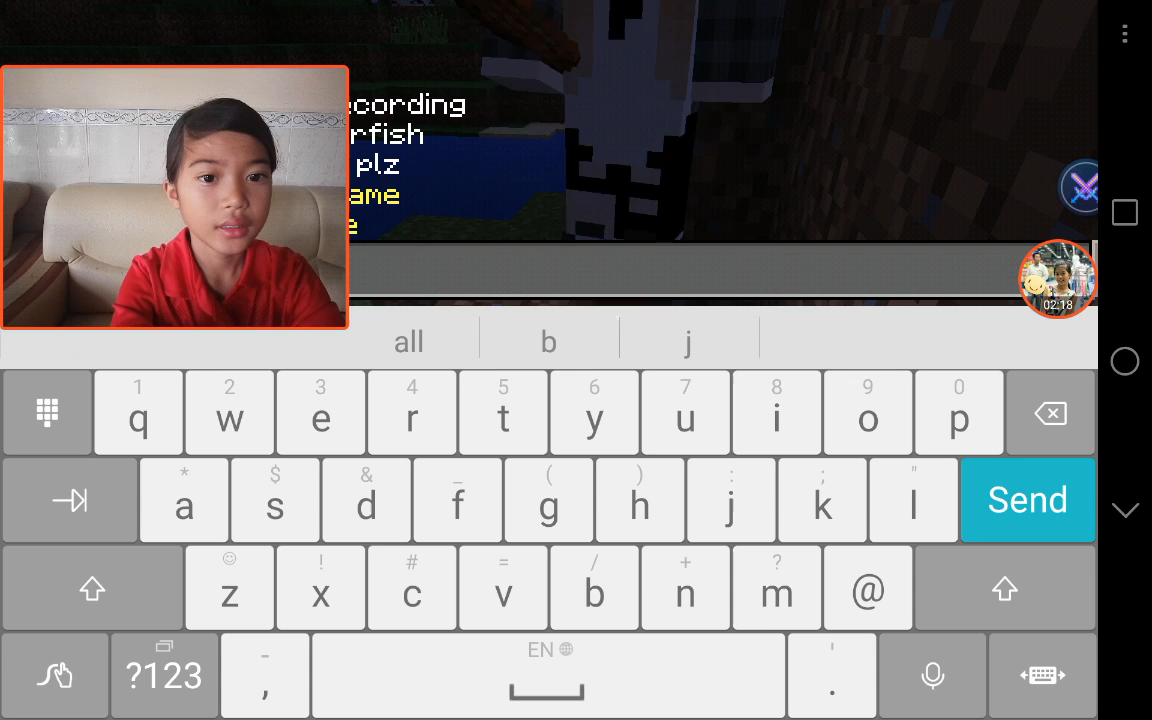 ecording
rfish
plz
ame
e
02:18
all b j
1 2 3 4 5 6 7 8 9 0
q w e r t y u i o p
* $ & _ ( ) : ; "
a s d f g h j k l Send
! # c = / + ?
z x c v b n m @
- EN '
?123 , .